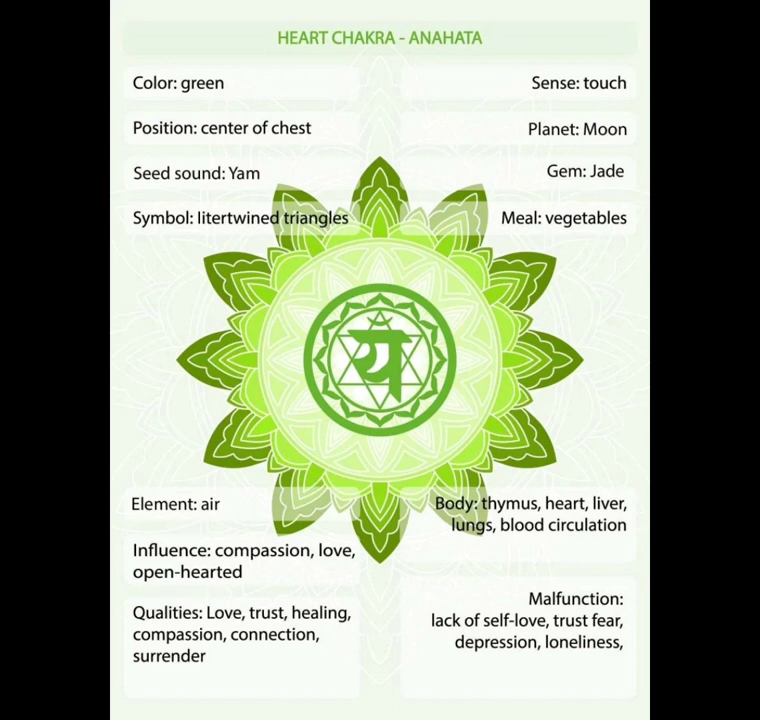 HEART CHAKRA - ANAHATA
Color: green
Sense: touch
Position: center of chest
Planet: Moon
Seed sound: Yam
Gem: Jade
Symbol: litertwined triangles
Meal: vegetables
यं
Element: air
Body: thymus, heart, liver,
lungs, blood circulation
Influence: compassion, love,
open-hearted
Qualities: Love, trust, healing,
compassion, connection,
surrender
Malfunction:
lack of self-love, trust fear,
depression, loneliness,